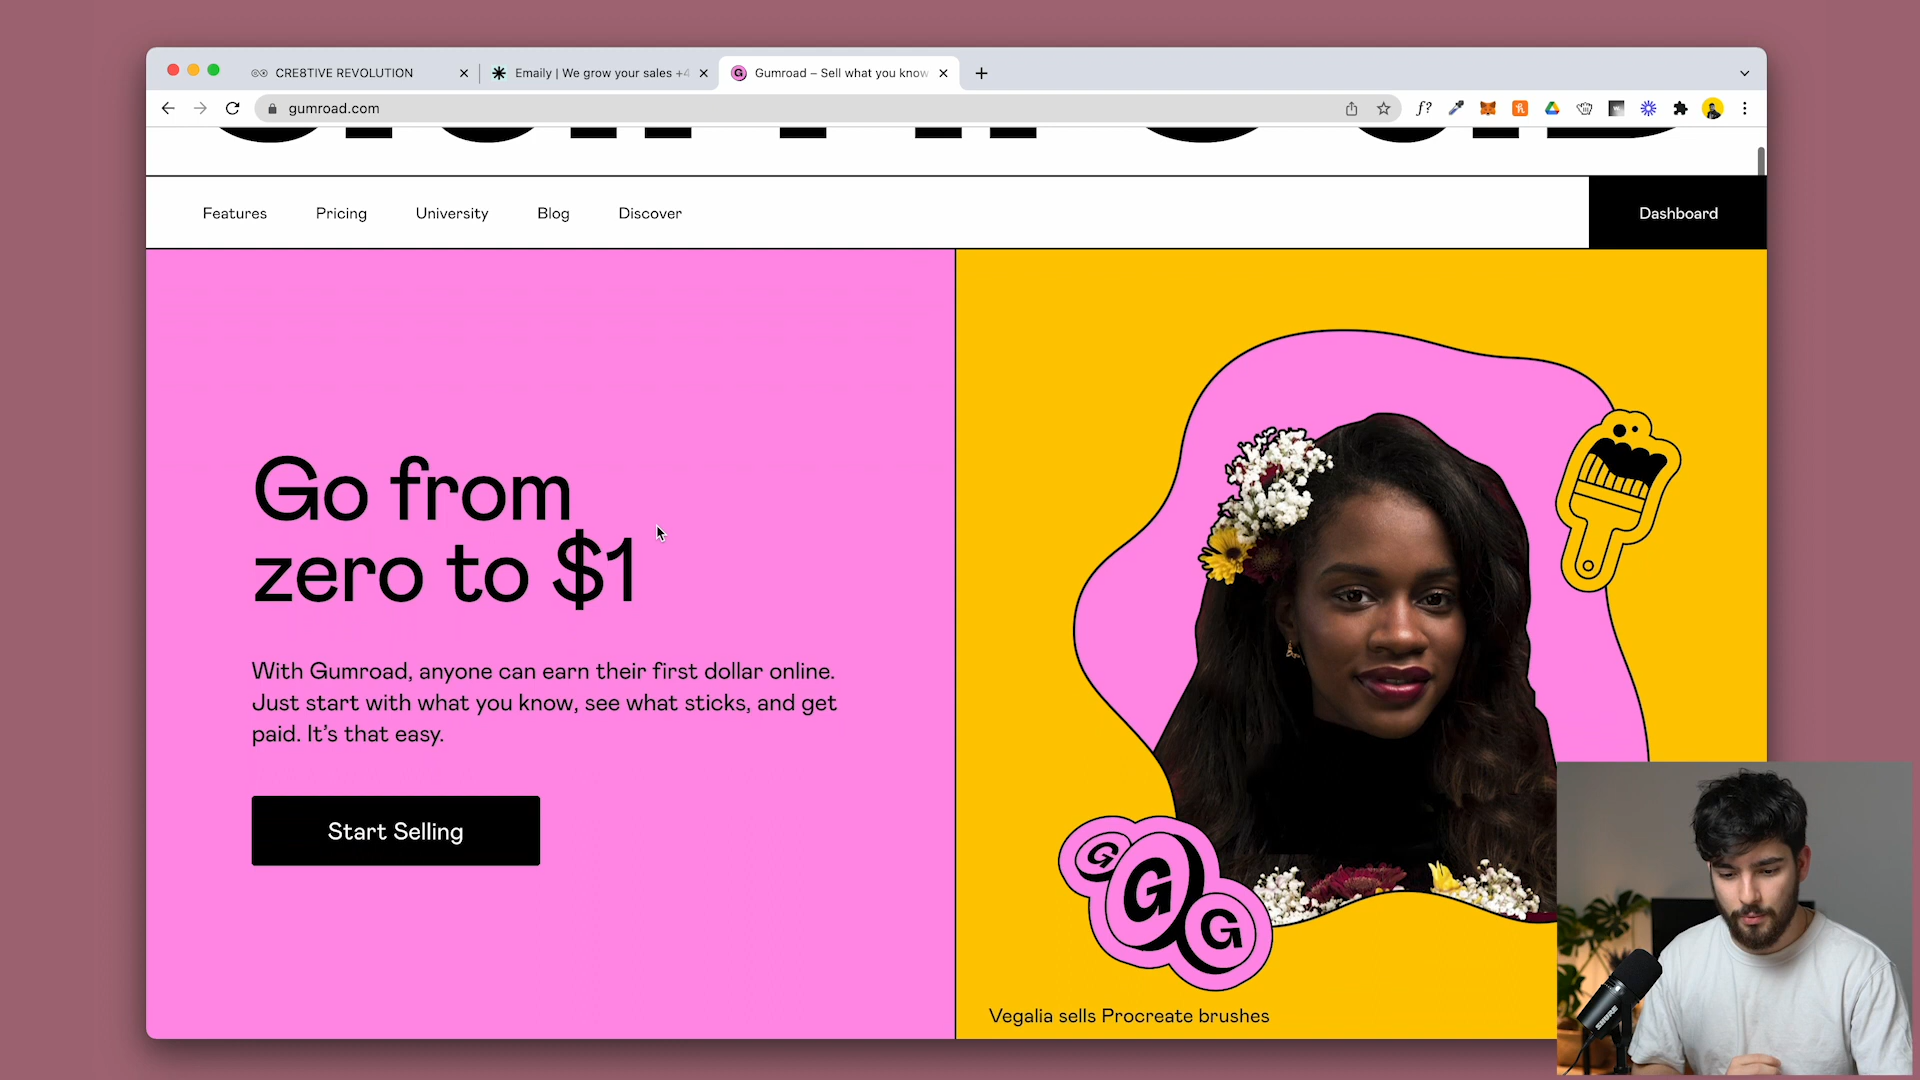 CRE8TIVE REVOLUTION
Emaily | We grow your sales +4
Gumroad – Sell what you know
gumroad.com
f?
Features
Pricing
University
Blog
Discover
Dashboard
Go from
zero to $1
With Gumroad, anyone can earn their first dollar online.
Just start with what you know, see what sticks, and get
paid. It’s that easy.
Start Selling
G
G
G
Vegalia sells Procreate brushes
SHURE